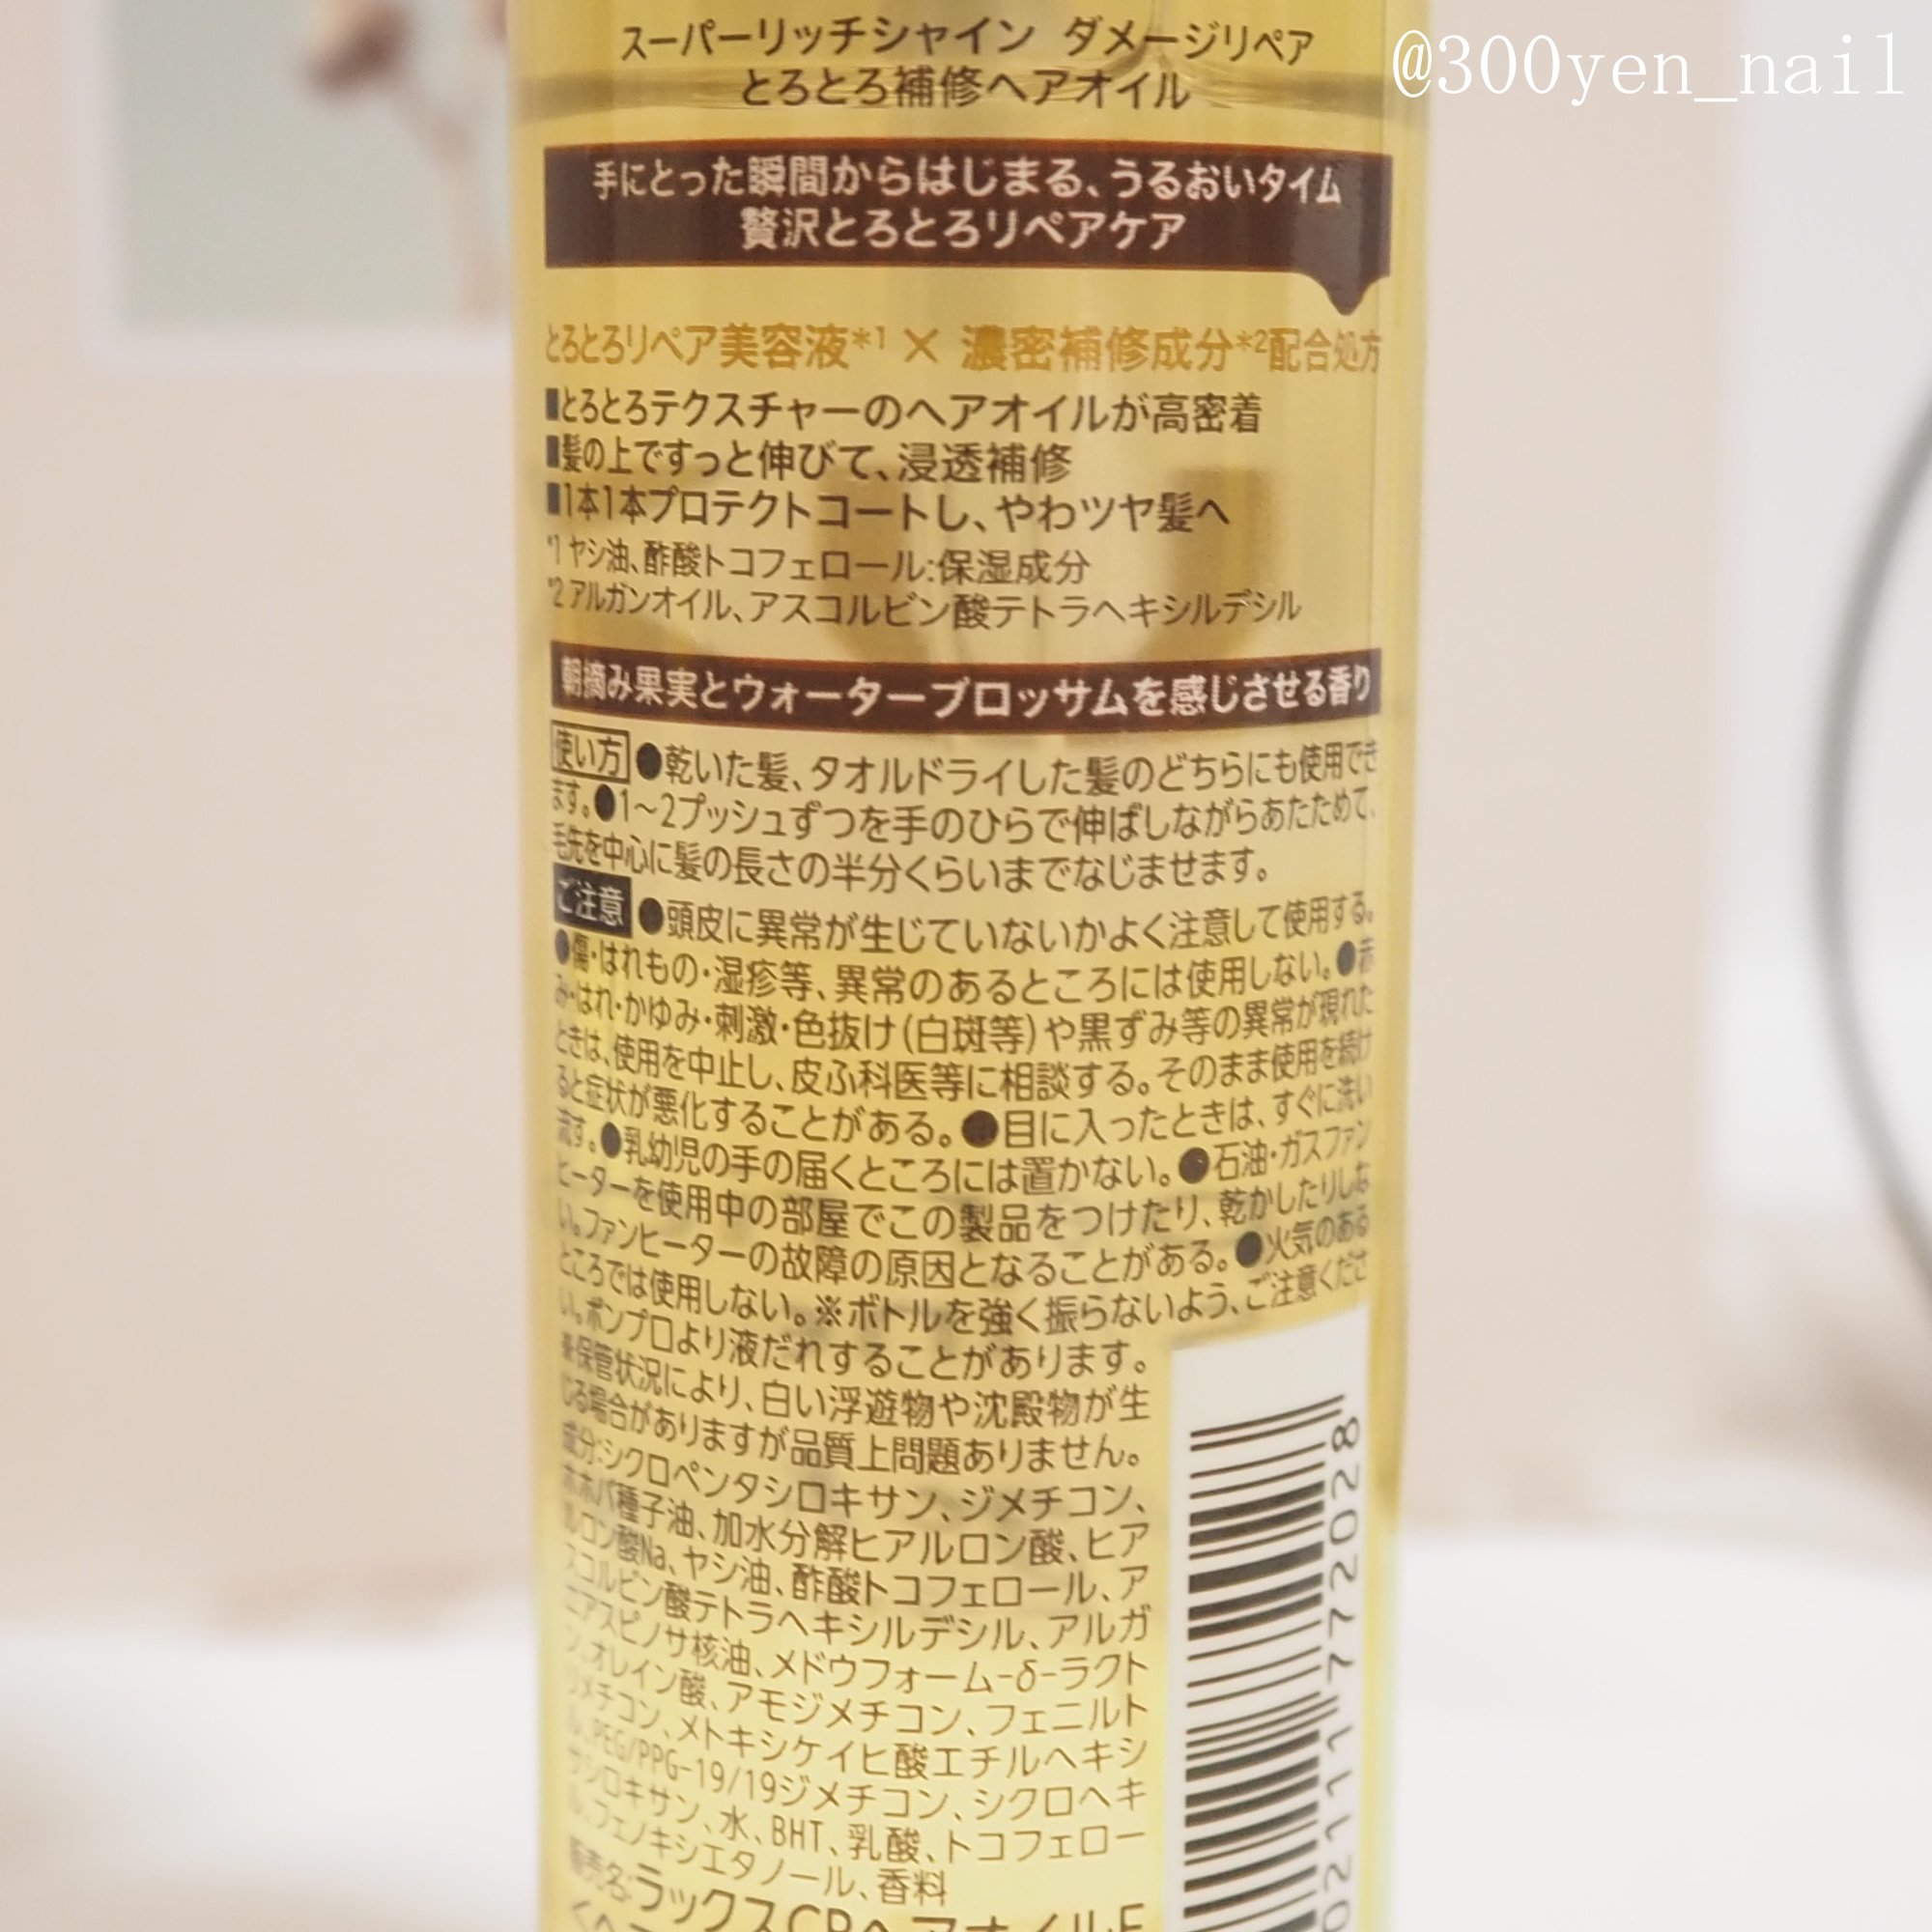 @300yen_nail
スーパーリッチシャイン ダメージリペア
とろとろ補修ヘアオイル
手にとった瞬間からはじまる、うるおいタイム
贅沢とろとろリペアケア
とろとろリペア美容液*1 × 濃密補修成分*2配合処方
■とろとろテクスチャーのヘアオイルが高密着
■髪の上ですっと伸びて、浸透補修
■1本1本プロテクトコートし、やわツヤ髪へ
*1 ヤシ油、酢酸トコフェロール:保湿成分
*2 アルガンオイル、アスコルビン酸テトラヘキシルデシル
朝摘み果実とウォーターブロッサムを感じさせる香り
使い方 ●乾いた髪、タオルドライした髪のどちらにも使用でき
ます。●1～2プッシュずつを手のひらで伸ばしながらあたためて、
毛先を中心に髪の長さの半分くらいまでなじませます。
ご注意 ●頭皮に異常が生じていないかよく注意して使用する。
●傷・はれもの・湿疹等、異常のあるところには使用しない。●赤
み・はれ・かゆみ・刺激・色抜け(白斑等)や黒ずみ等の異常が現れた
ときは、使用を中止し、皮ふ科医等に相談する。そのまま使用を続け
ると症状が悪化することがある。●目に入ったときは、すぐに洗い
流す。●乳幼児の手の届くところには置かない。●石油・ガスファン
ヒーターを使用中の部屋でこの製品をつけたり、乾かしたりしな
い。ファンヒーターの故障の原因となることがある。●火気のある
ところでは使用しない。※ボトルを強く振らないよう、ご注意くださ
い。ポンプ口より液だれすることがあります。
※保管状況により、白い浮遊物や沈殿物が生
じる場合がありますが品質上問題ありません。
成分:シクロペンタシロキサン、ジメチコン、
ホホバ種子油、加水分解ヒアルロン酸、ヒア
ルロン酸Na、ヤシ油、酢酸トコフェロール、ア
スコルビン酸テトラヘキシルデシル、アルガ
ニアスピノサ核油、メドウフォーム-δ-ラクト
ン、オレイン酸、アモジメチコン、フェニルト
リメチコン、メトキシケイヒ酸エチルヘキシ
ル、PEG/PPG-19/19ジメチコン、シクロヘキ
サシロキサン、水、BHT、乳酸、トコフェロー
ル、フェノキシエタノール、香料
販売名:ラックスCRヘアオイルE
02111 772028